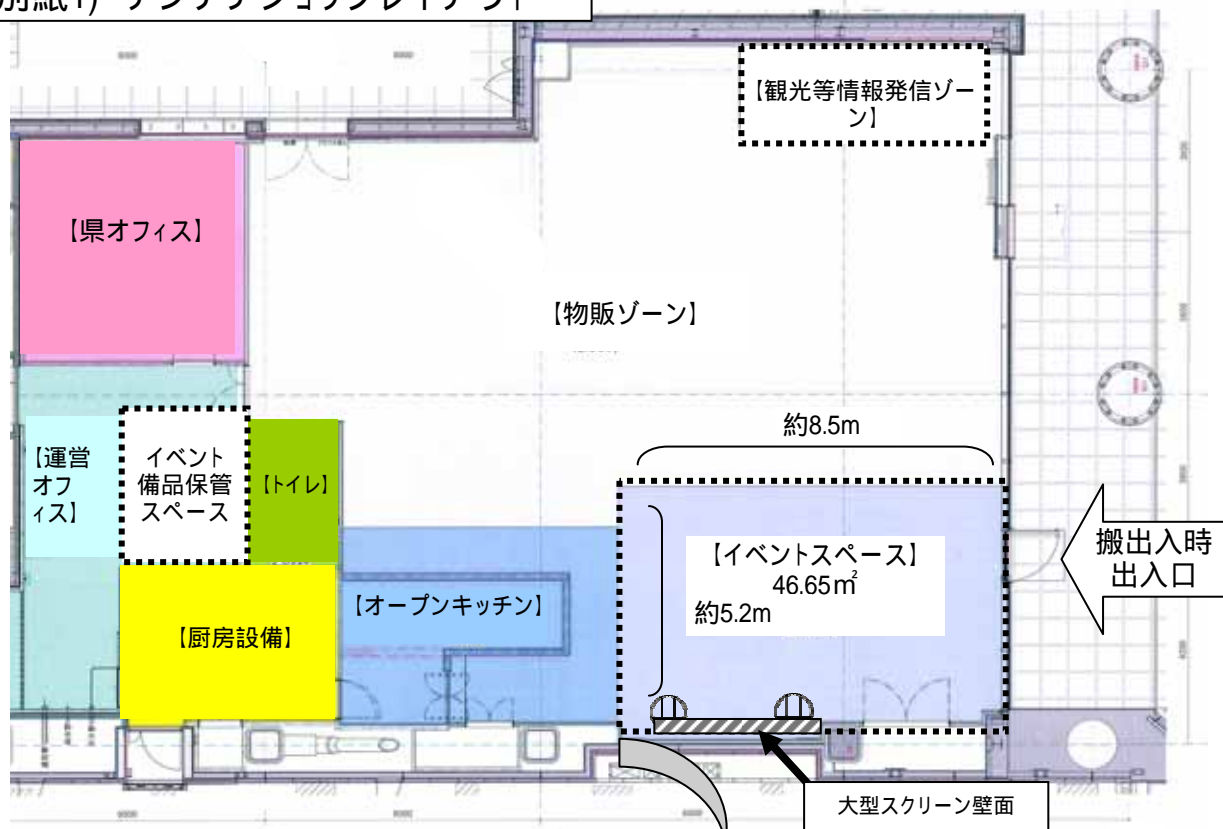 別紙1) アンテナショップレイアウト
【観光等情報発信ゾー
ン】
【県オフィス】
【物販ゾーン】
約8.5m
【運営
オフ
ィス】
イベント
備品保管
スペース
【トイレ】
【イベントスペース】
46.65㎡
約5.2m
搬出入時
出入口
【オープンキッチン】
【厨房設備】
大型スクリーン壁面